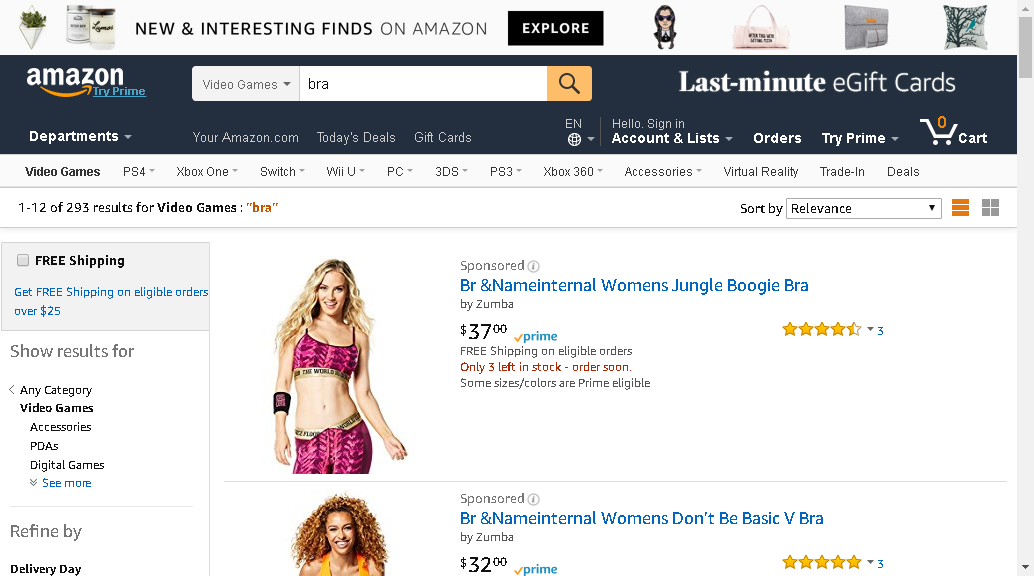 NEW & INTERESTING FINDS ON AMAZON EXPLORE
amazon
Try Prime
Video Games
bra
Last-minute eGift Cards
Departments
Your Amazon.com Today's Deals Gift Cards
EN
Hello. Sign in
Account & Lists
Orders
Try Prime
0
Cart
Video Games PS4 Xbox One Switch Wii U PC 3DS PS3 Xbox 360 Accessories Virtual Reality Trade-In Deals
1-12 of 293 results for Video Games : "bra"
Sort by Relevance
FREE Shipping
Get FREE Shipping on eligible orders
over $25
Show results for
Any Category
Video Games
Accessories
PDAs
Digital Games
See more
Refine by
Delivery Day
Sponsored
Br &Nameinternal Womens Jungle Boogie Bra
by Zumba
$3700 prime
3
FREE Shipping on eligible orders
Only 3 left in stock - order soon.
Some sizes/colors are Prime eligible
Sponsored
Br &Nameinternal Womens Don't Be Basic V Bra
by Zumba
$3200 prime
3